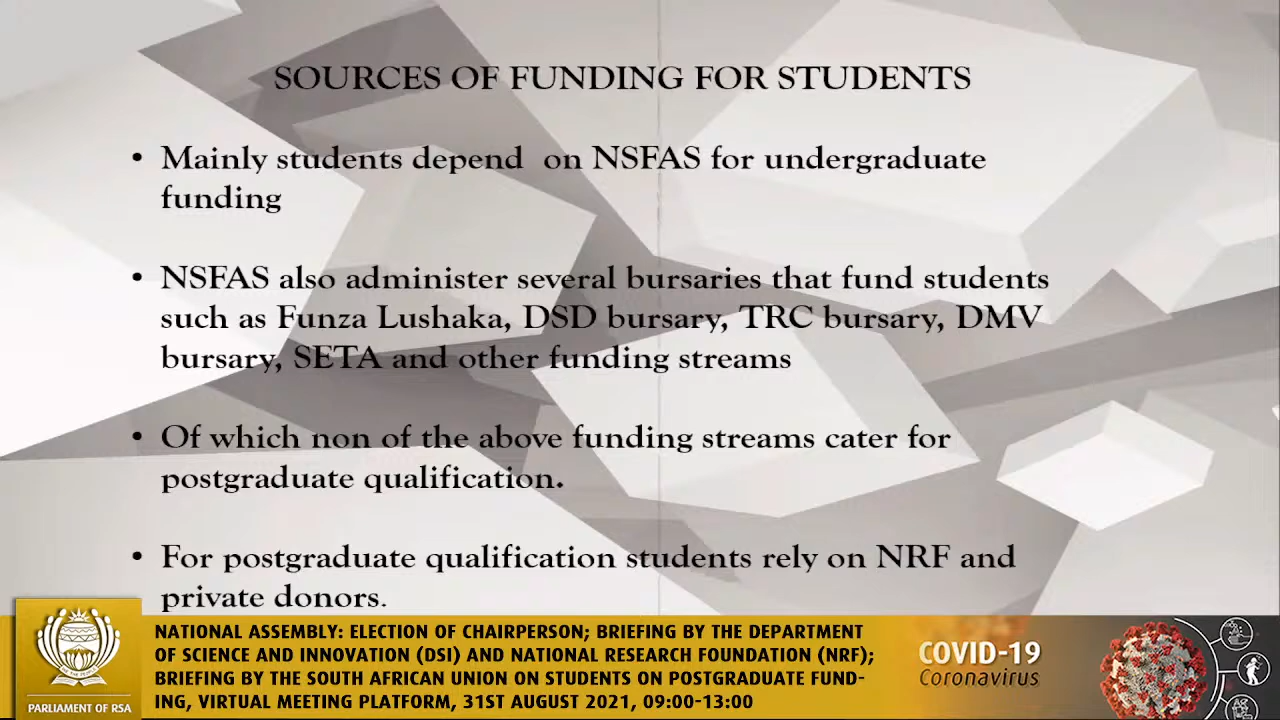 SOURCES OF FUNDING FOR STUDENTS
• Mainly students depend on NSFAS for undergraduate
funding
• NSFAS also administer several bursaries that fund students
such as Funza Lushaka, DSD bursary, TRC bursary, DMV
bursary, SETA and other funding streams
• Of which non of the above funding streams cater for
postgraduate qualification.
• For postgraduate qualification students rely on NRF and
private donors.
NATIONAL ASSEMBLY: ELECTION OF CHAIRPERSON; BRIEFING BY THE DEPARTMENT
OF SCIENCE AND INNOVATION (DSI) AND NATIONAL RESEARCH FOUNDATION (NRF);
BRIEFING BY THE SOUTH AFRICAN UNION ON STUDENTS ON POSTGRADUATE FUND-
ING, VIRTUAL MEETING PLATFORM, 31ST AUGUST 2021, 09:00-13:00
PARLIAMENT OF RSA
COVID-19
Coronavirus